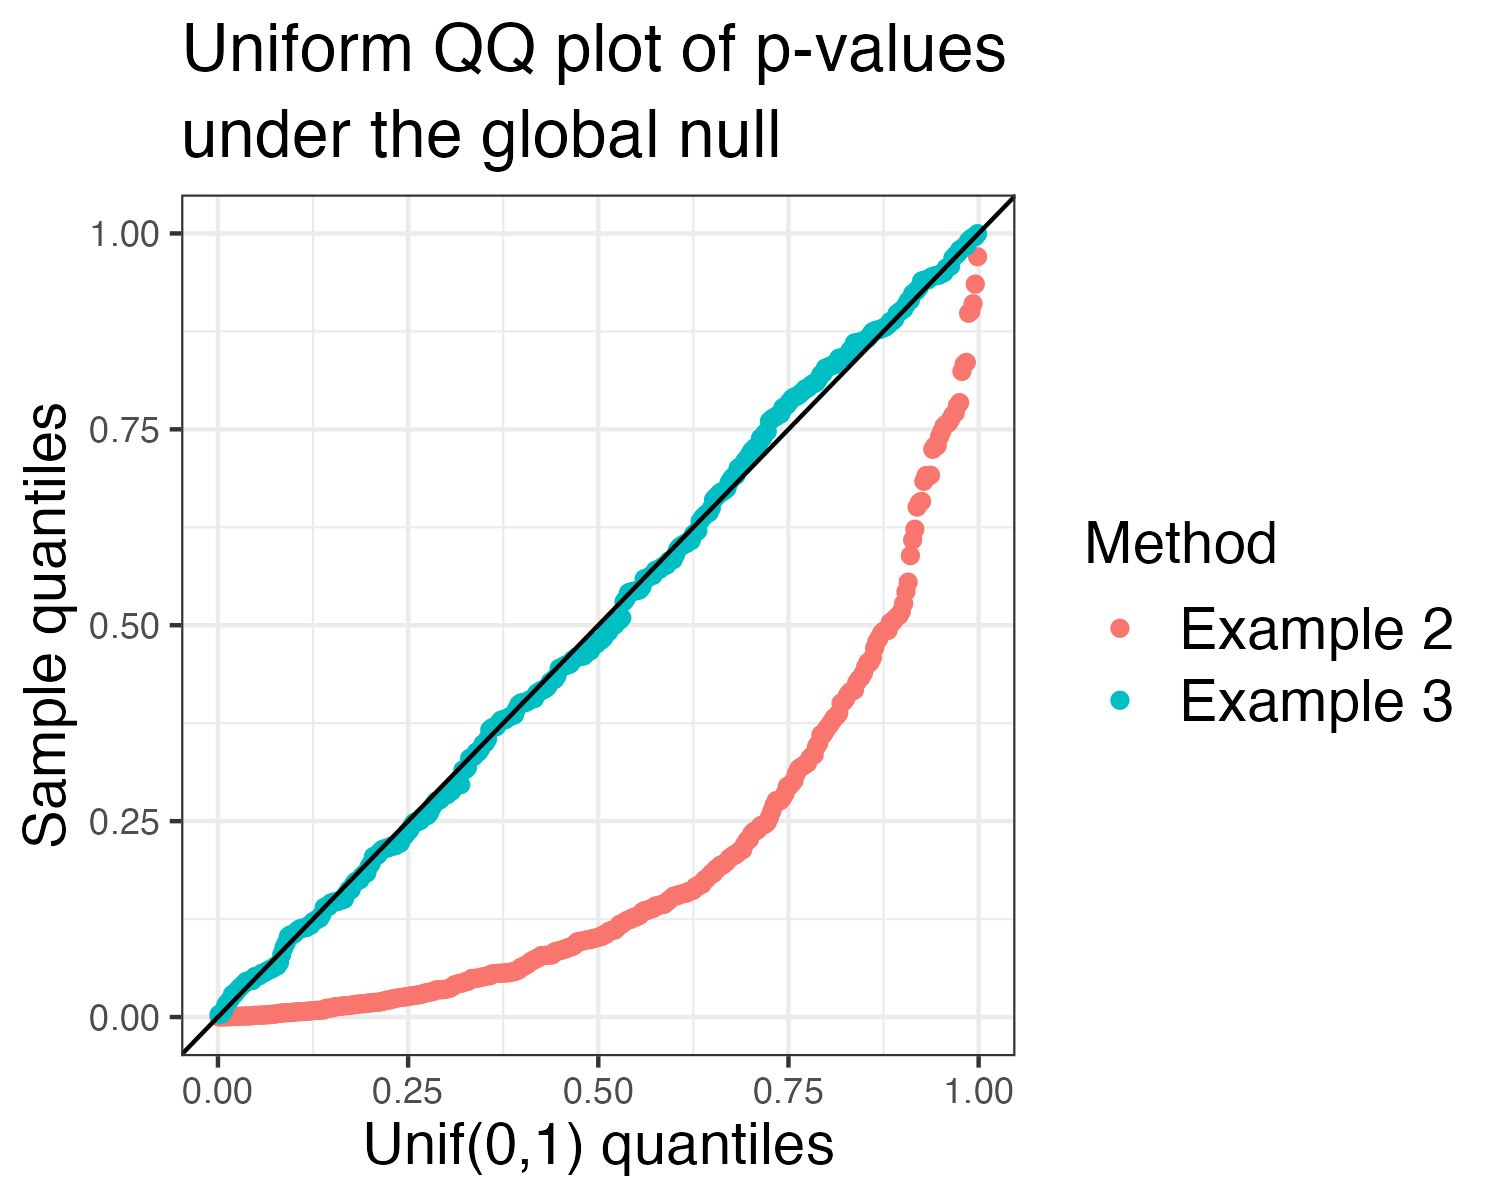 Uniform QQ plot of p-values
under the global null
1.00
0.75
0.50
0.25
0.00
Sample quantiles
0.00 0.25 0.50 0.75 1.00
Unif(0,1) quantiles
Method
Example 2
Example 3